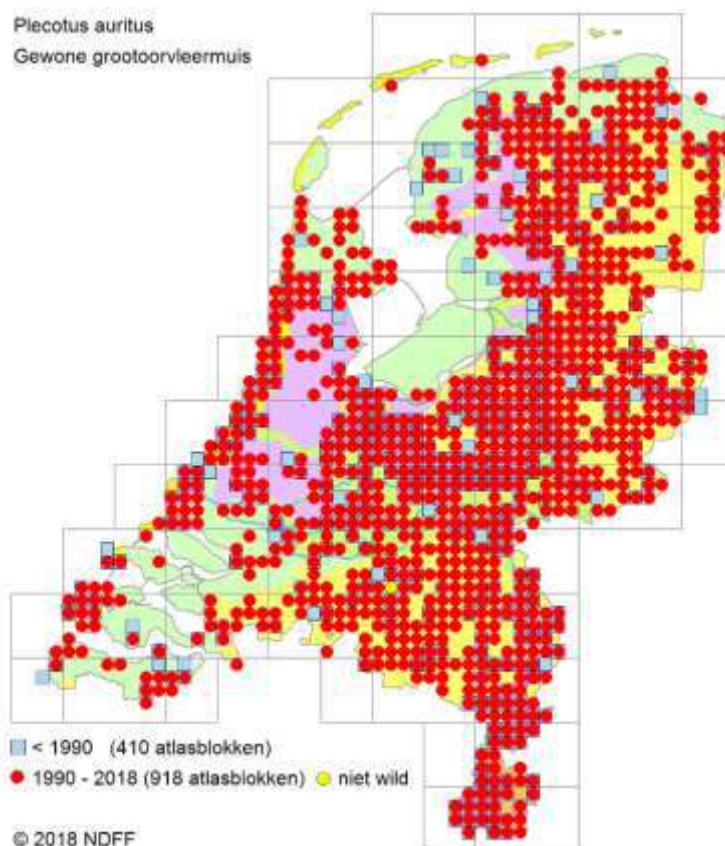 Plecotus auritus
Gewone grootoorvleermuis
< 1990 (410 atlasblokken)
1990 - 2018 (918 atlasblokken) niet wild
© 2018 NDFF